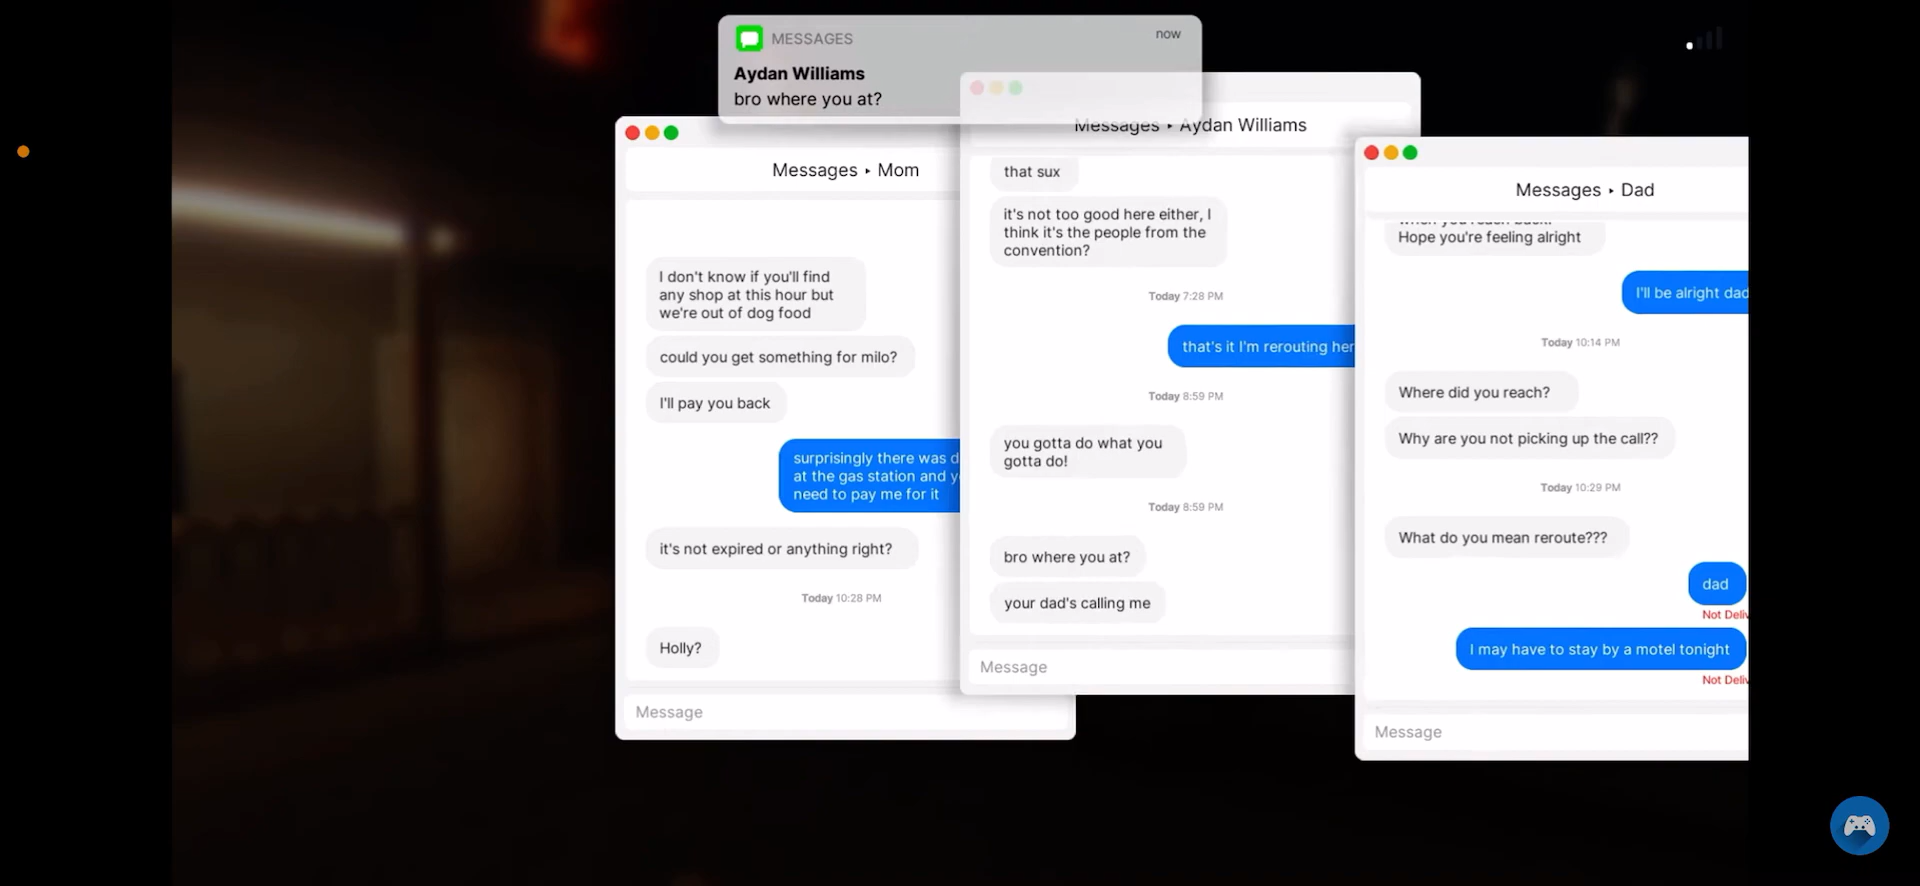 MESSAGES
now
Aydan Williams
bro where you at?
Messages ▸ Mom
I don't know if you'll find
any shop at this hour but
we're out of dog food
could you get something for milo?
I'll pay you back
surprisingly there was d
at the gas station and y
need to pay me for it
it's not expired or anything right?
Today 10:28 PM
Holly?
Message
Messages ▸ Aydan Williams
that sux
it's not too good here either, I
think it's the people from the
convention?
Today 7:28 PM
that's it I'm rerouting her
Today 8:59 PM
you gotta do what you
gotta do!
Today 8:59 PM
bro where you at?
your dad's calling me
Message
Messages ▸ Dad
Hope you're feeling alright
I'll be alright dad
Today 10:14 PM
Where did you reach?
Why are you not picking up the call??
Today 10:29 PM
What do you mean reroute???
dad
Not Deliv
I may have to stay by a motel tonight
Not Deliv
Message